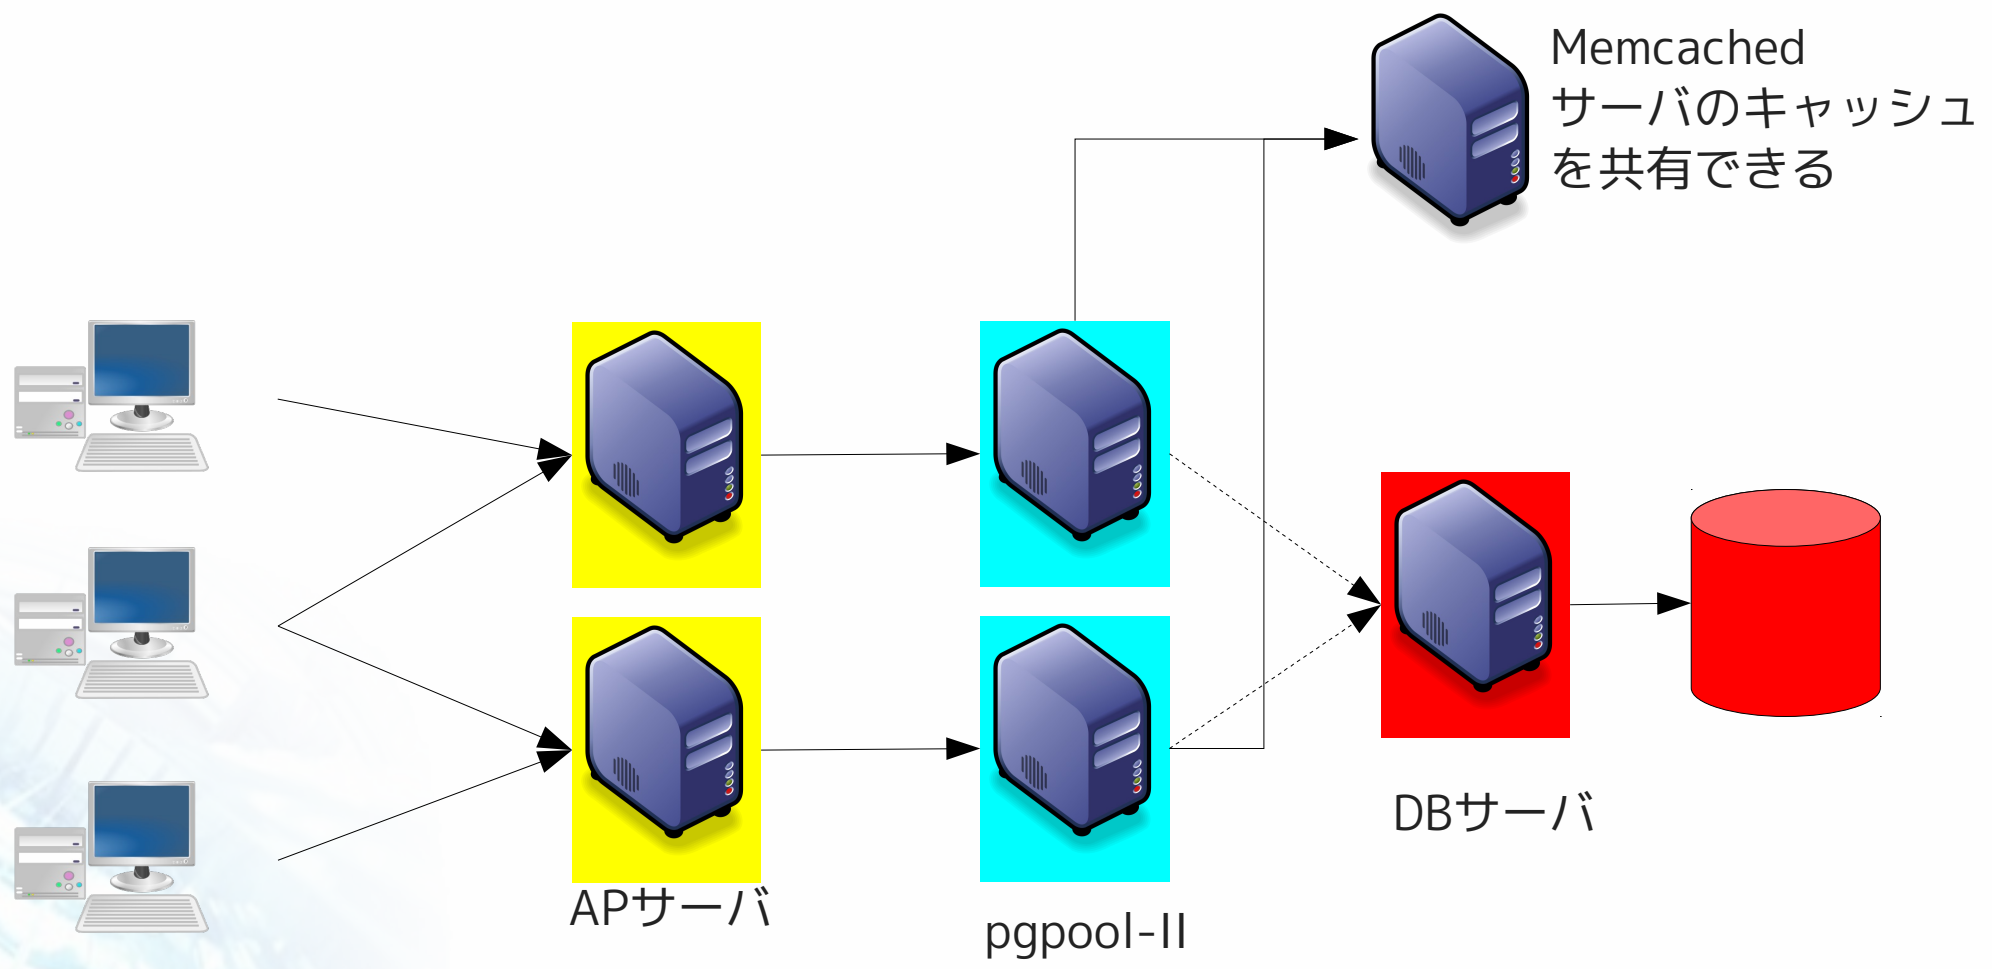 Memcached
サーバのキャッシュ
を共有できる
DBサーバ
APサーバ
pgpool-II